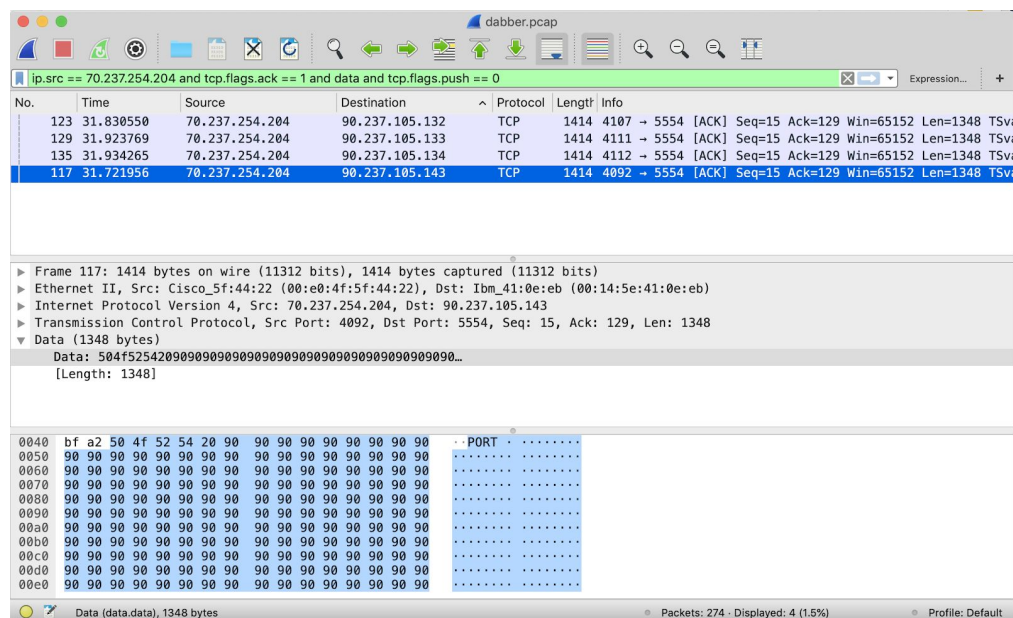 dabber.pcap
ip.src == 70.237.254.204 and tcp.flags.ack == 1 and data and tcp.flags.push == 0 Expression... +
No. Time Source Destination Protocol Length Info
123 31.830550 70.237.254.204 90.237.105.132 TCP 1414 4107 → 5554 [ACK] Seq=15 Ack=129 Win=65152 Len=1348 TSva
129 31.923769 70.237.254.204 90.237.105.133 TCP 1414 4111 → 5554 [ACK] Seq=15 Ack=129 Win=65152 Len=1348 TSva
135 31.934265 70.237.254.204 90.237.105.134 TCP 1414 4112 → 5554 [ACK] Seq=15 Ack=129 Win=65152 Len=1348 TSva
117 31.721956 70.237.254.204 90.237.105.143 TCP 1414 4092 → 5554 [ACK] Seq=15 Ack=129 Win=65152 Len=1348 TSva
Frame 117: 1414 bytes on wire (11312 bits), 1414 bytes captured (11312 bits)
Ethernet II, Src: Cisco_5f:44:22 (00:e0:4f:5f:44:22), Dst: Ibm_41:0e:eb (00:14:5e:41:0e:eb)
Internet Protocol Version 4, Src: 70.237.254.204, Dst: 90.237.105.143
Transmission Control Protocol, Src Port: 4092, Dst Port: 5554, Seq: 15, Ack: 129, Len: 1348
Data (1348 bytes)
Data: 504f525420909090909090909090909090909090909090909090…
[Length: 1348]
0040 bf a2 50 4f 52 54 20 90 90 90 90 90 90 90 90 90 ··PORT · ········
0050 90 90 90 90 90 90 90 90 90 90 90 90 90 90 90 90 ········ ········
0060 90 90 90 90 90 90 90 90 90 90 90 90 90 90 90 90 ········ ········
0070 90 90 90 90 90 90 90 90 90 90 90 90 90 90 90 90 ········ ········
0080 90 90 90 90 90 90 90 90 90 90 90 90 90 90 90 90 ········ ········
0090 90 90 90 90 90 90 90 90 90 90 90 90 90 90 90 90 ········ ········
00a0 90 90 90 90 90 90 90 90 90 90 90 90 90 90 90 90 ········ ········
00b0 90 90 90 90 90 90 90 90 90 90 90 90 90 90 90 90 ········ ········
00c0 90 90 90 90 90 90 90 90 90 90 90 90 90 90 90 90 ········ ········
00d0 90 90 90 90 90 90 90 90 90 90 90 90 90 90 90 90 ········ ········
00e0 90 90 90 90 90 90 90 90 90 90 90 90 90 90 90 90 ········ ········
Data (data.data), 1348 bytes Packets: 274 · Displayed: 4 (1.5%) Profile: Default